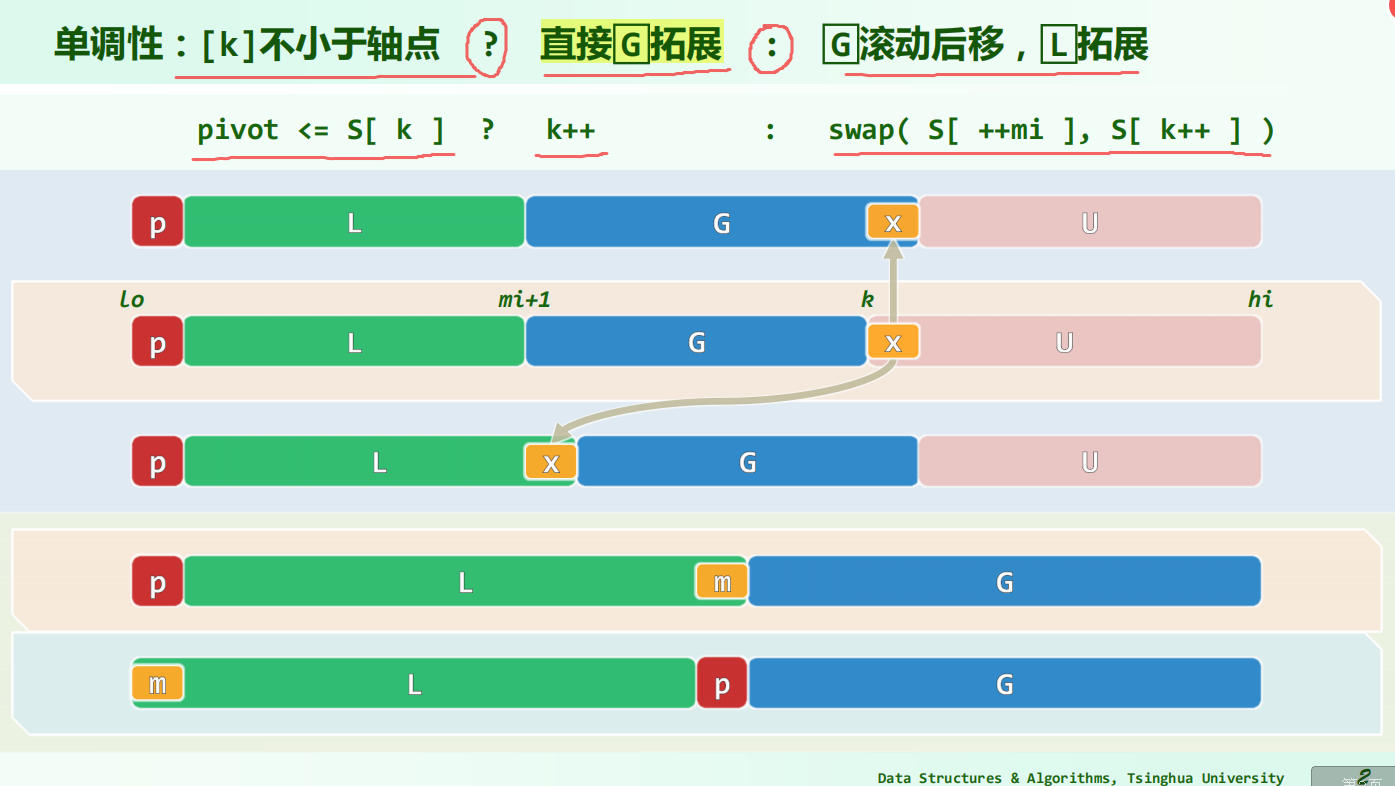 单调性：[k]不小于轴点 ? 直接G拓展 : G滚动后移，L拓展
pivot <= S[ k ] ? k++ : swap( S[ ++mi ], S[ k++ ] )
p L G x U
lo mi+1 k hi
p L G x U
p L x G U
p L m G
m L p G
Data Structures & Algorithms, Tsinghua University